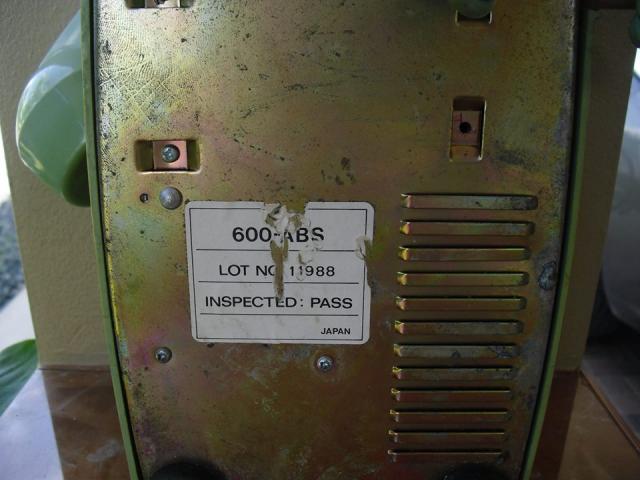 600-ABS
LOT NO 11988
INSPECTED: PASS
JAPAN